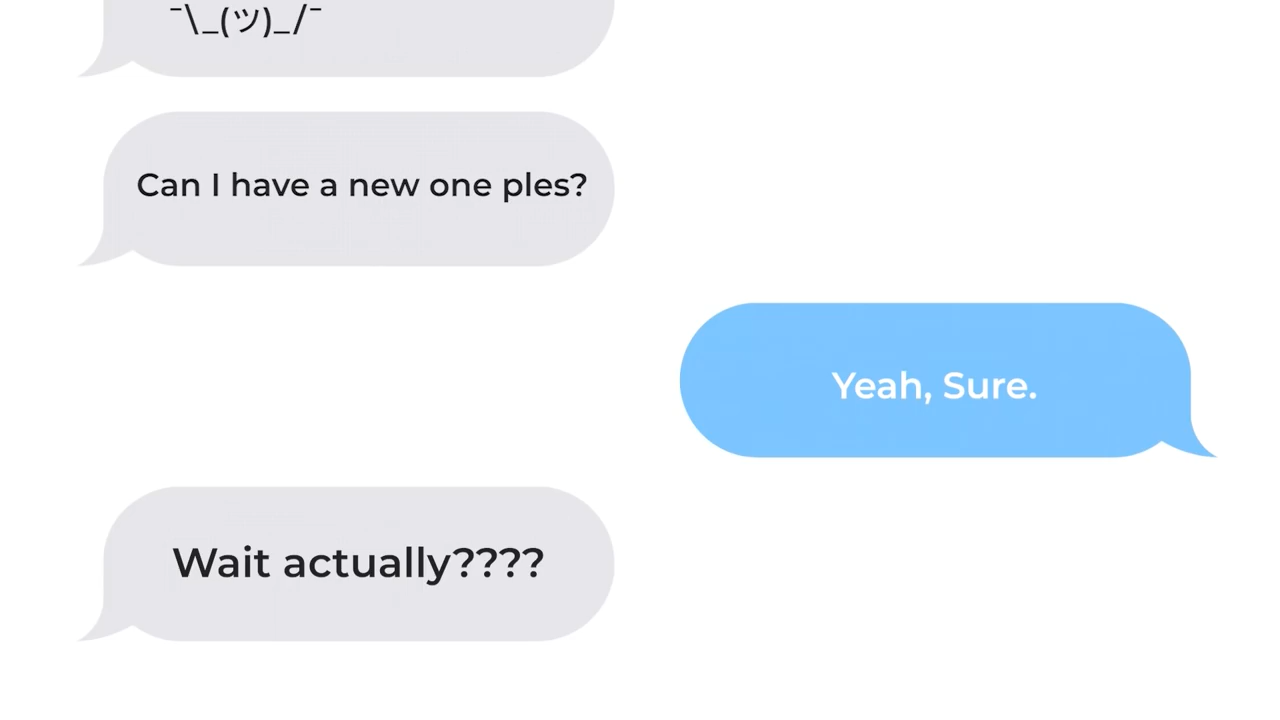 ¯\_(ツ)_/¯
Can I have a new one ples?
Yeah, Sure.
Wait actually????